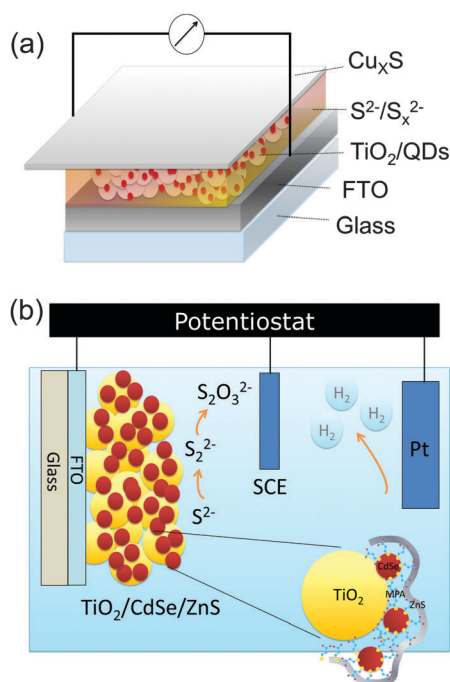 (a)
CuXS
S2-/Sx2-
TiO2/QDs
FTO
Glass
(b)
Potentiostat
Glass
FTO
S2O32-
S22-
S2-
SCE
H2
H2
H2
Pt
TiO2/CdSe/ZnS
TiO2
CdSe
MPA
ZnS